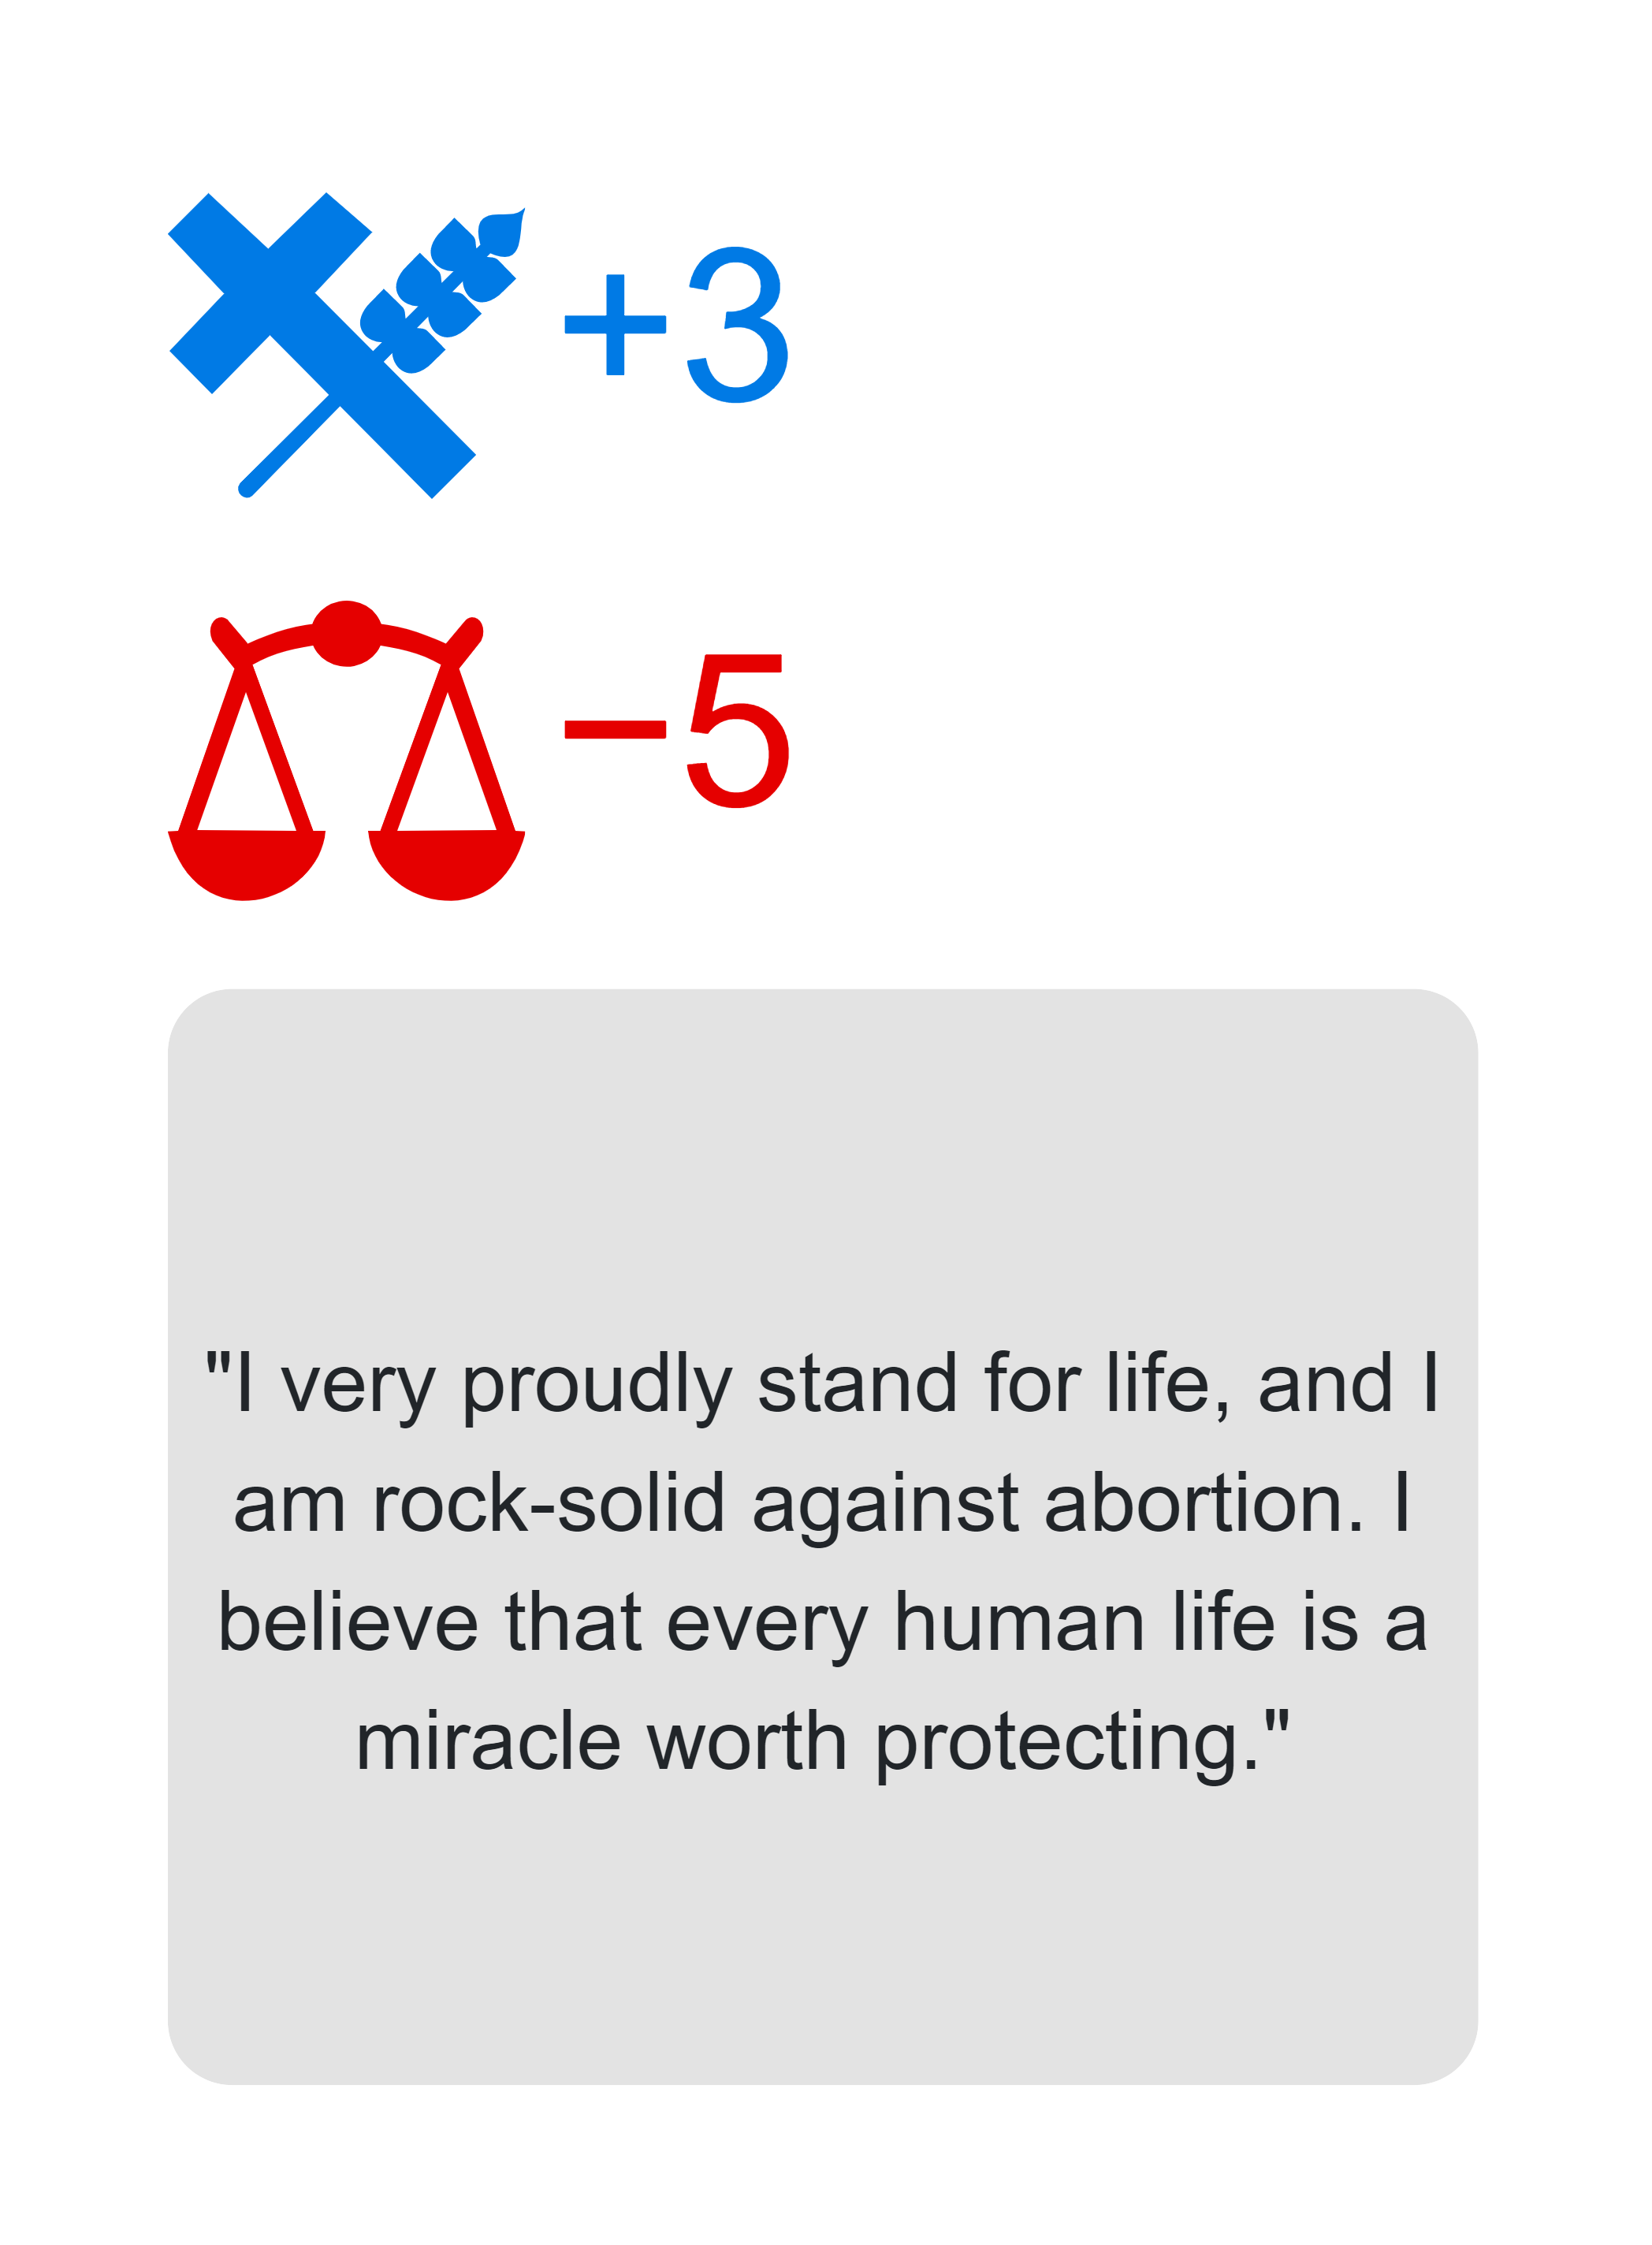 +3
−5
"I very proudly stand for life, and I
am rock-solid against abortion. I
believe that every human life is a
miracle worth protecting."